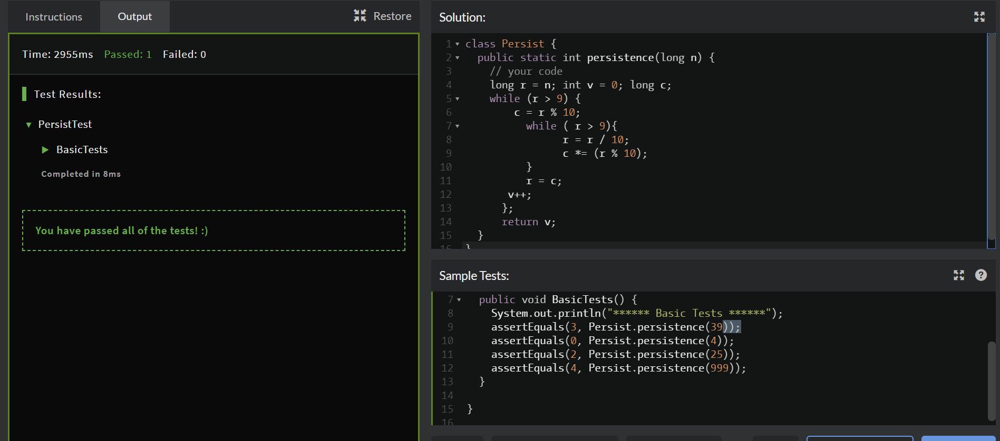 Instructions
Output
Restore
Time: 2955ms Passed: 1 Failed: 0
Test Results:
PersistTest
BasicTests
Completed in 8ms
You have passed all of the tests! :)
Solution:
1 class Persist {
2 public static int persistence(long n) {
3 // your code
4 long r = n; int v = 0; long c;
5 while (r > 9) {
6 c = r % 10;
7 while ( r > 9){
8 r = r / 10;
9 c *= (r % 10);
10 }
11 r = c;
12 v++;
13 };
14 return v;
15 }
16 }
Sample Tests:
7 public void BasicTests() {
8 System.out.println("****** Basic Tests ******");
9 assertEquals(3, Persist.persistence(39));
10 assertEquals(0, Persist.persistence(4));
11 assertEquals(2, Persist.persistence(25));
12 assertEquals(4, Persist.persistence(999));
13 }
14
15 }
16